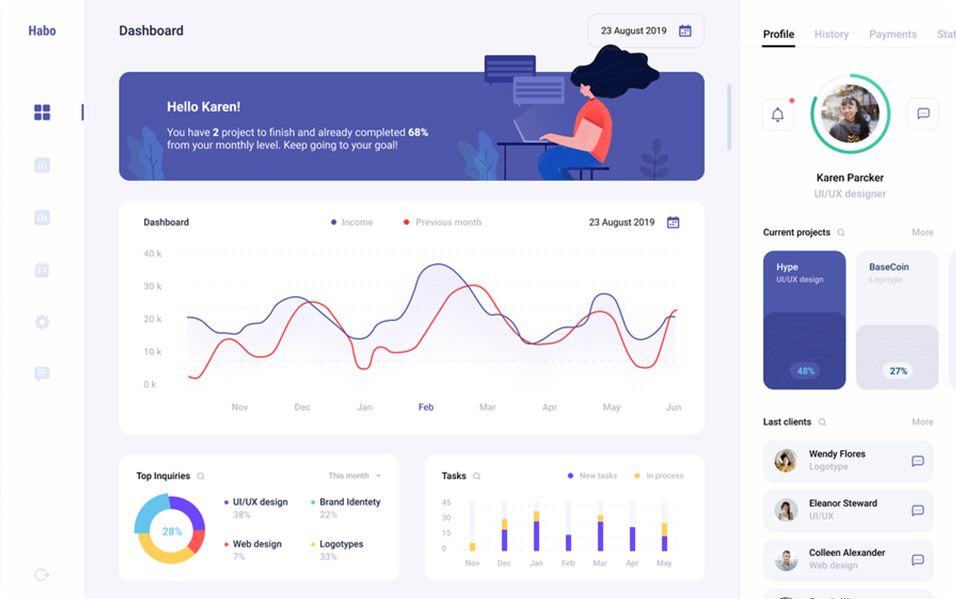 Habo
Dashboard
23 August 2019
Hello Karen!
You have 2 project to finish and already completed 68%
from your monthly level. Keep going to your goal!
Dashboard
Income
Previous month
23 August 2019
40 k
30 k
20 k
10 k
0 k
Nov Dec Jan Feb Mar Apr May Jun
Top Inquiries
This month
28%
UI/UX design
38%
Brand Identety
22%
Web design
7%
Logotypes
33%
Tasks
New tasks
In process
45
30
15
0
Nov Dec Jan Feb Mar Apr May
Profile History Payments Stat
Karen Parcker
UI/UX designer
Current projects
More
Hype
UI/UX design
48%
BaseCoin
Logotype
27%
Last clients
More
Wendy Flores
Logotype
Eleanor Steward
UI/UX
Colleen Alexander
Web design